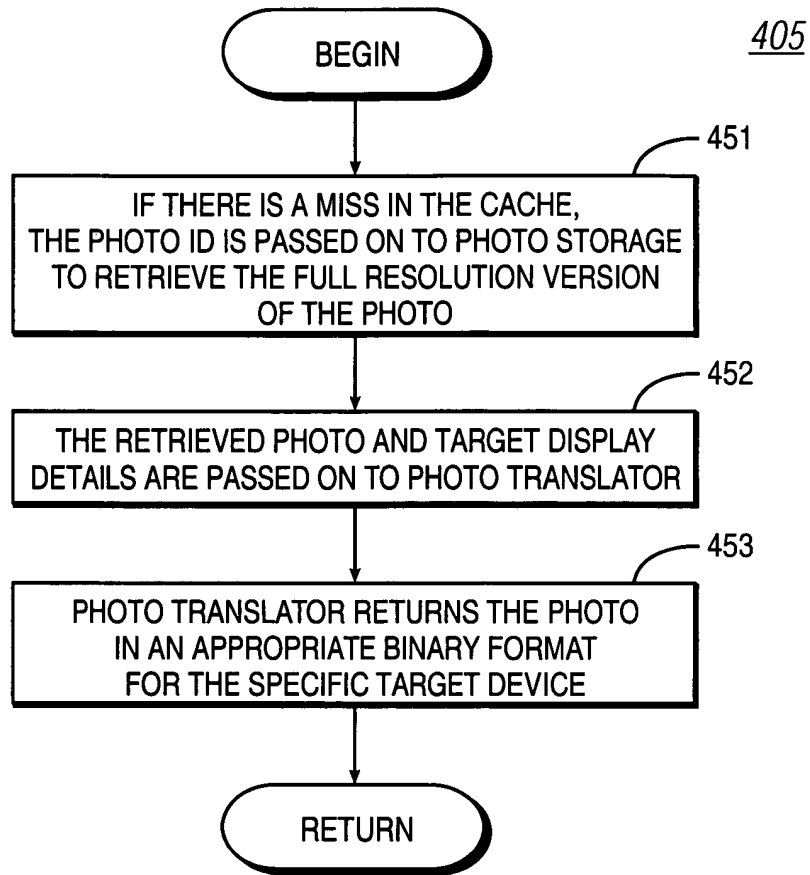 BEGIN
405
451
IF THERE IS A MISS IN THE CACHE,
THE PHOTO ID IS PASSED ON TO PHOTO STORAGE
TO RETRIEVE THE FULL RESOLUTION VERSION
OF THE PHOTO
452
THE RETRIEVED PHOTO AND TARGET DISPLAY
DETAILS ARE PASSED ON TO PHOTO TRANSLATOR
453
PHOTO TRANSLATOR RETURNS THE PHOTO
IN AN APPROPRIATE BINARY FORMAT
FOR THE SPECIFIC TARGET DEVICE
RETURN